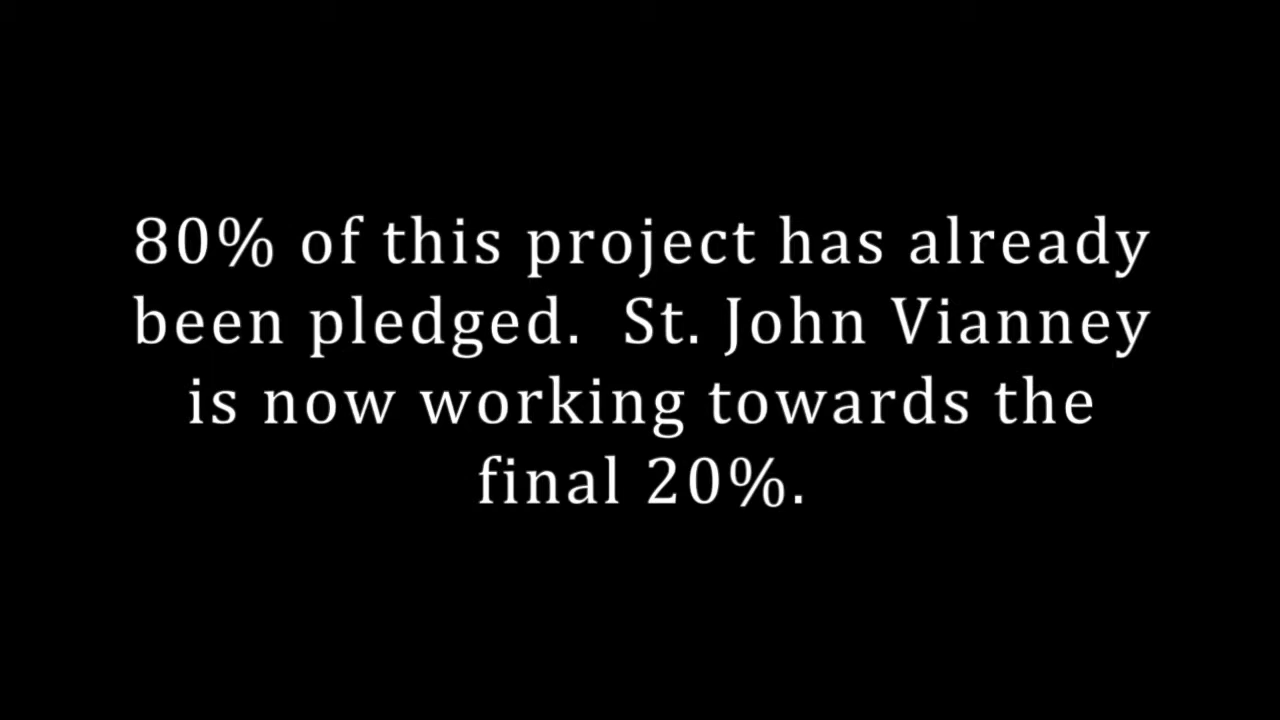 80% of this project has already
been pledged.  St. John Vianney
is now working towards the
final 20%.